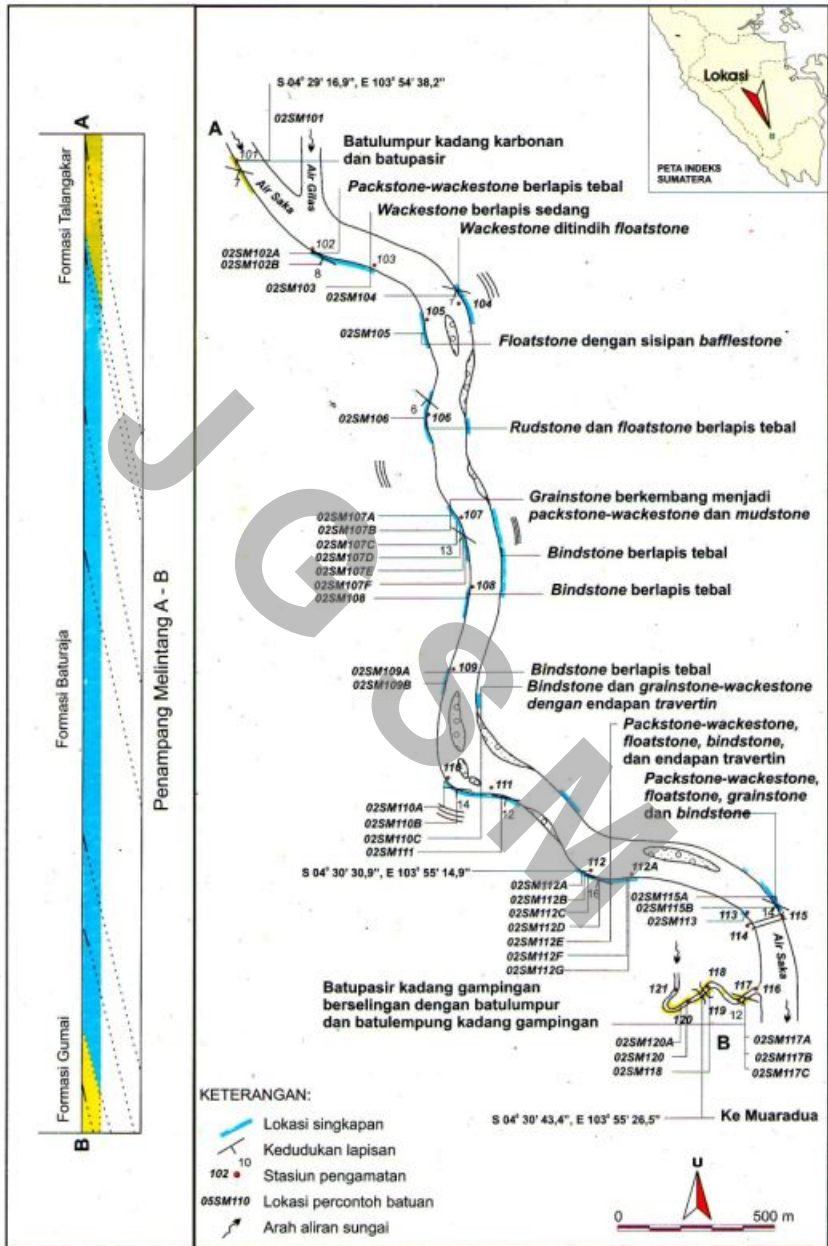 A
Formasi Talangakar
Formasi Baturaja
Formasi Gumai
B
Penampang Melintang A - B
S 04° 29' 16,9", E 103° 54' 38,2"
02SM101
A
101
Air Saka
Air Gilas
Batulumpur kadang karbonan
dan batupasir
Packstone-wackestone berlapis tebal
Wackestone berlapis sedang
Wackestone ditindih floatstone
Lokasi
PETA INDEKS
SUMATERA
102
02SM102A
02SM102B
8
103
02SM103
02SM104
7
104
105
02SM105
Floatstone dengan sisipan bafflestone
6
02SM106
106
Rudstone dan floatstone berlapis tebal
Grainstone berkembang menjadi
packstone-wackestone dan mudstone
02SM107A
107
02SM107B
02SM107C
13
02SM107D
02SM107E
02SM107F
02SM108
108
Bindstone berlapis tebal
Bindstone berlapis tebal
109
02SM109A
02SM109B
Bindstone berlapis tebal
Bindstone dan grainstone-wackestone
dengan endapan travertin
Packstone-wackestone,
floatstone, bindstone,
dan endapan travertin
Packstone-wackestone,
floatstone, grainstone
dan bindstone
110
111
02SM110A
14
12
02SM110B
02SM110C
02SM111
S 04° 30' 30,9", E 103° 55' 14,9"
112
112A
02SM112A
16
02SM112B
02SM112C
02SM112D
02SM112E
02SM112F
02SM112G
02SM115A
02SM115B
02SM113
113
14
115
114
Air Saka
Batupasir kadang gampingan
berselingan dengan batulumpur
dan batulempung kadang gampingan
121
118
117
116
119
120
12
B
02SM120A
02SM120
02SM118
02SM117A
02SM117B
02SM117C
S 04° 30' 43,4", E 103° 55' 26,5"
Ke Muaradua
KETERANGAN:
Lokasi singkapan
Kedudukan lapisan
10
102
Stasiun pengamatan
05SM110
Lokasi percontoh batuan
Arah aliran sungai
U
0
500 m
J G S M